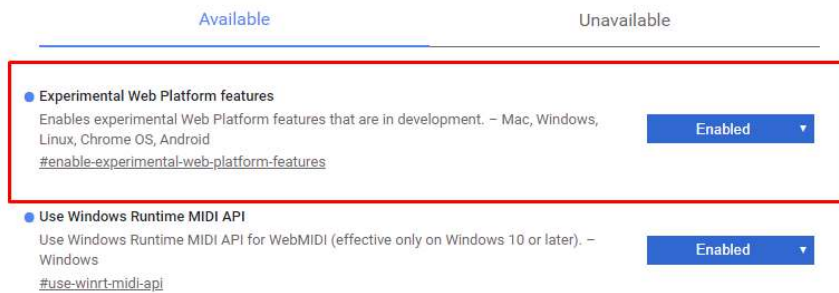 Available
Unavailable
Experimental Web Platform features
Enables experimental Web Platform features that are in development. – Mac, Windows,
Linux, Chrome OS, Android
Enabled
#enable-experimental-web-platform-features
Use Windows Runtime MIDI API
Use Windows Runtime MIDI API for WebMIDI (effective only on Windows 10 or later). –
Windows
Enabled
#use-winrt-midi-api